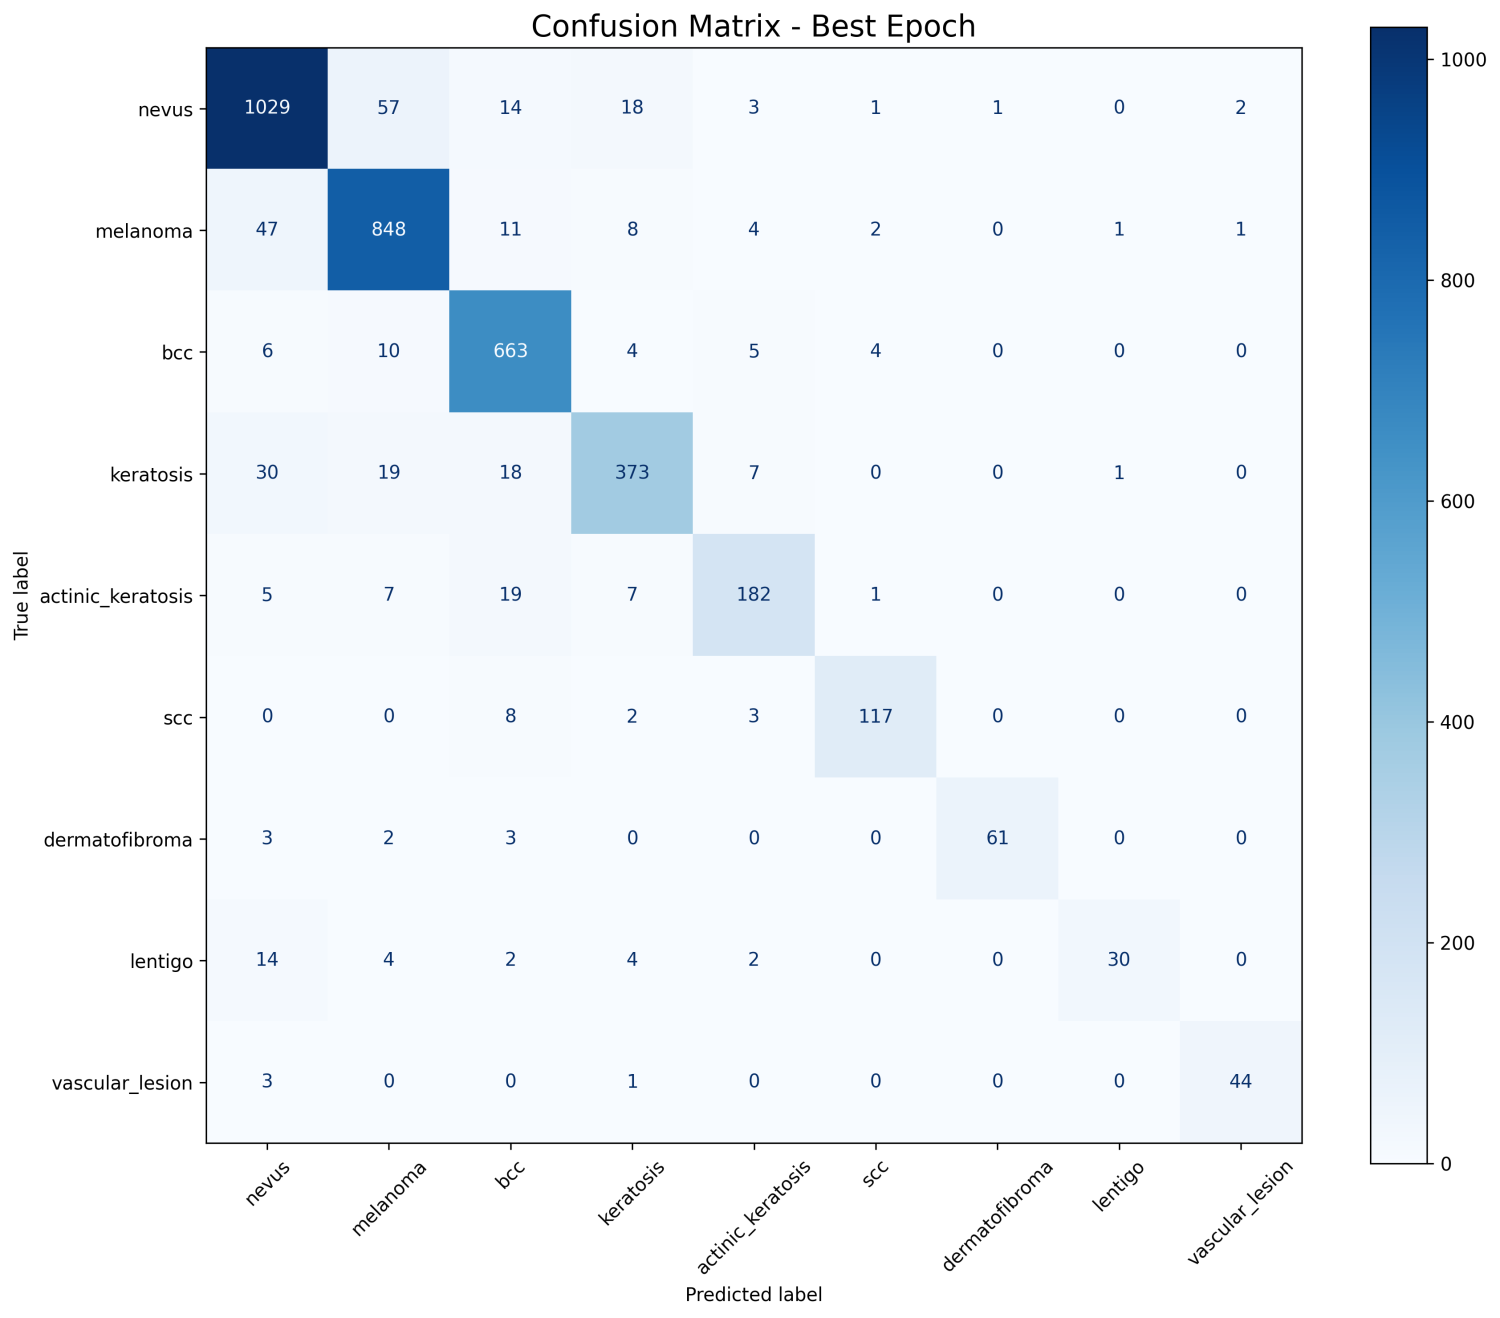 Confusion Matrix - Best Epoch
True label
nevus 1029 57 14 18 3 1 1 0 2
melanoma 47 848 11 8 4 2 0 1 1
bcc 6 10 663 4 5 4 0 0 0
keratosis 30 19 18 373 7 0 0 1 0
actinic_keratosis 5 7 19 7 182 1 0 0 0
scc 0 0 8 2 3 117 0 0 0
dermatofibroma 3 2 3 0 0 0 61 0 0
lentigo 14 4 2 4 2 0 0 30 0
vascular_lesion 3 0 0 1 0 0 0 0 44
nevus melanoma bcc keratosis actinic_keratosis scc dermatofibroma lentigo vascular_lesion
Predicted label
1000
800
600
400
200
0